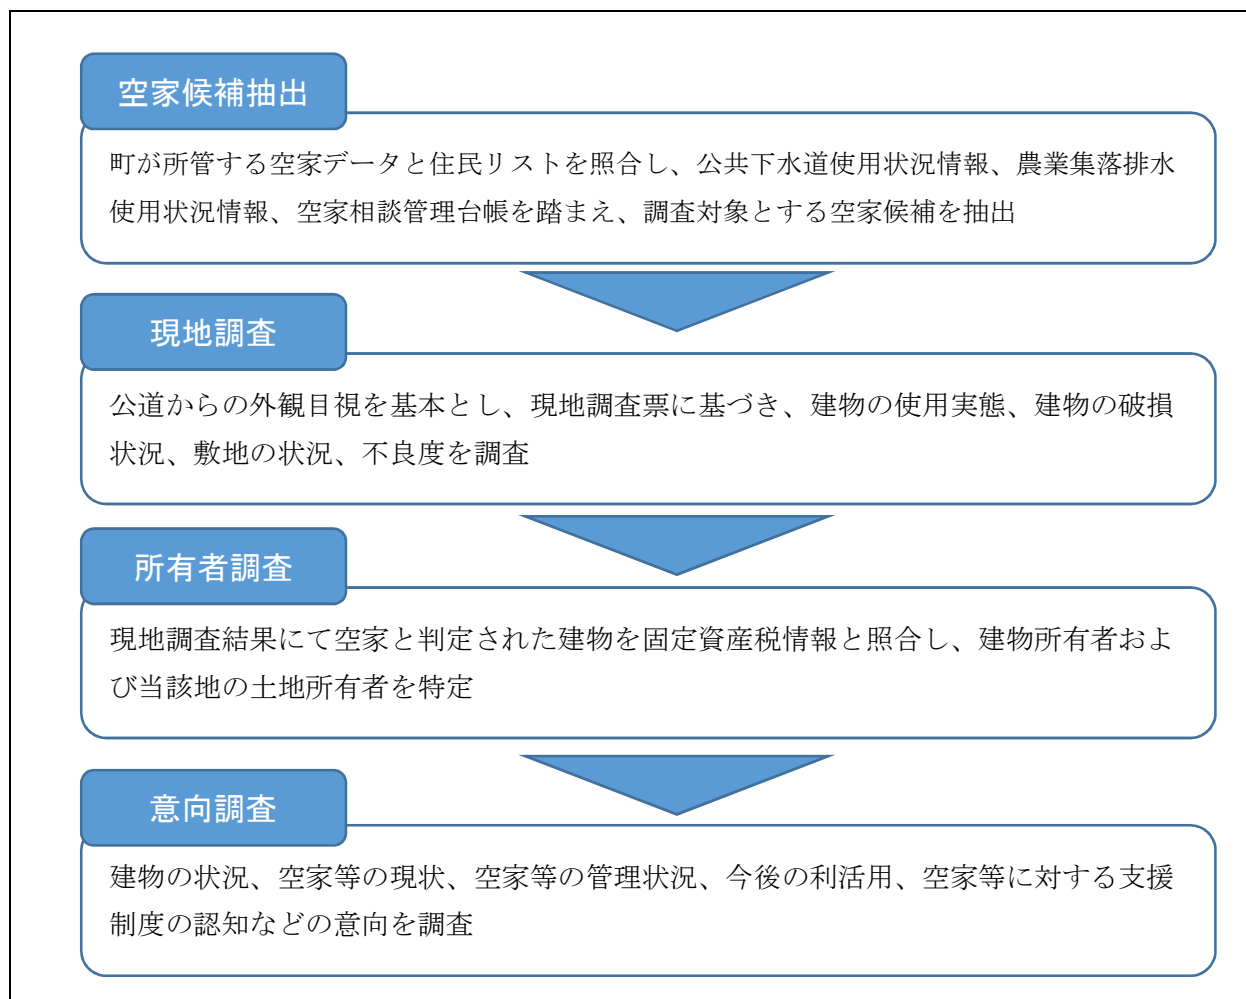 空家候補抽出
町が所管する空家データと住民リストを照合し、公共下水道使用状況情報、農業集落排水
使用状況情報、空家相談管理台帳を踏まえ、調査対象とする空家候補を抽出
現地調査
公道からの外観目視を基本とし、現地調査票に基づき、建物の使用実態、建物の破損
状況、敷地の状況、不良度を調査
所有者調査
現地調査結果にて空家と判定された建物を固定資産税情報と照合し、建物所有者およ
び当該地の土地所有者を特定
意向調査
建物の状況、空家等の現状、空家等の管理状況、今後の利活用、空家等に対する支援
制度の認知などの意向を調査